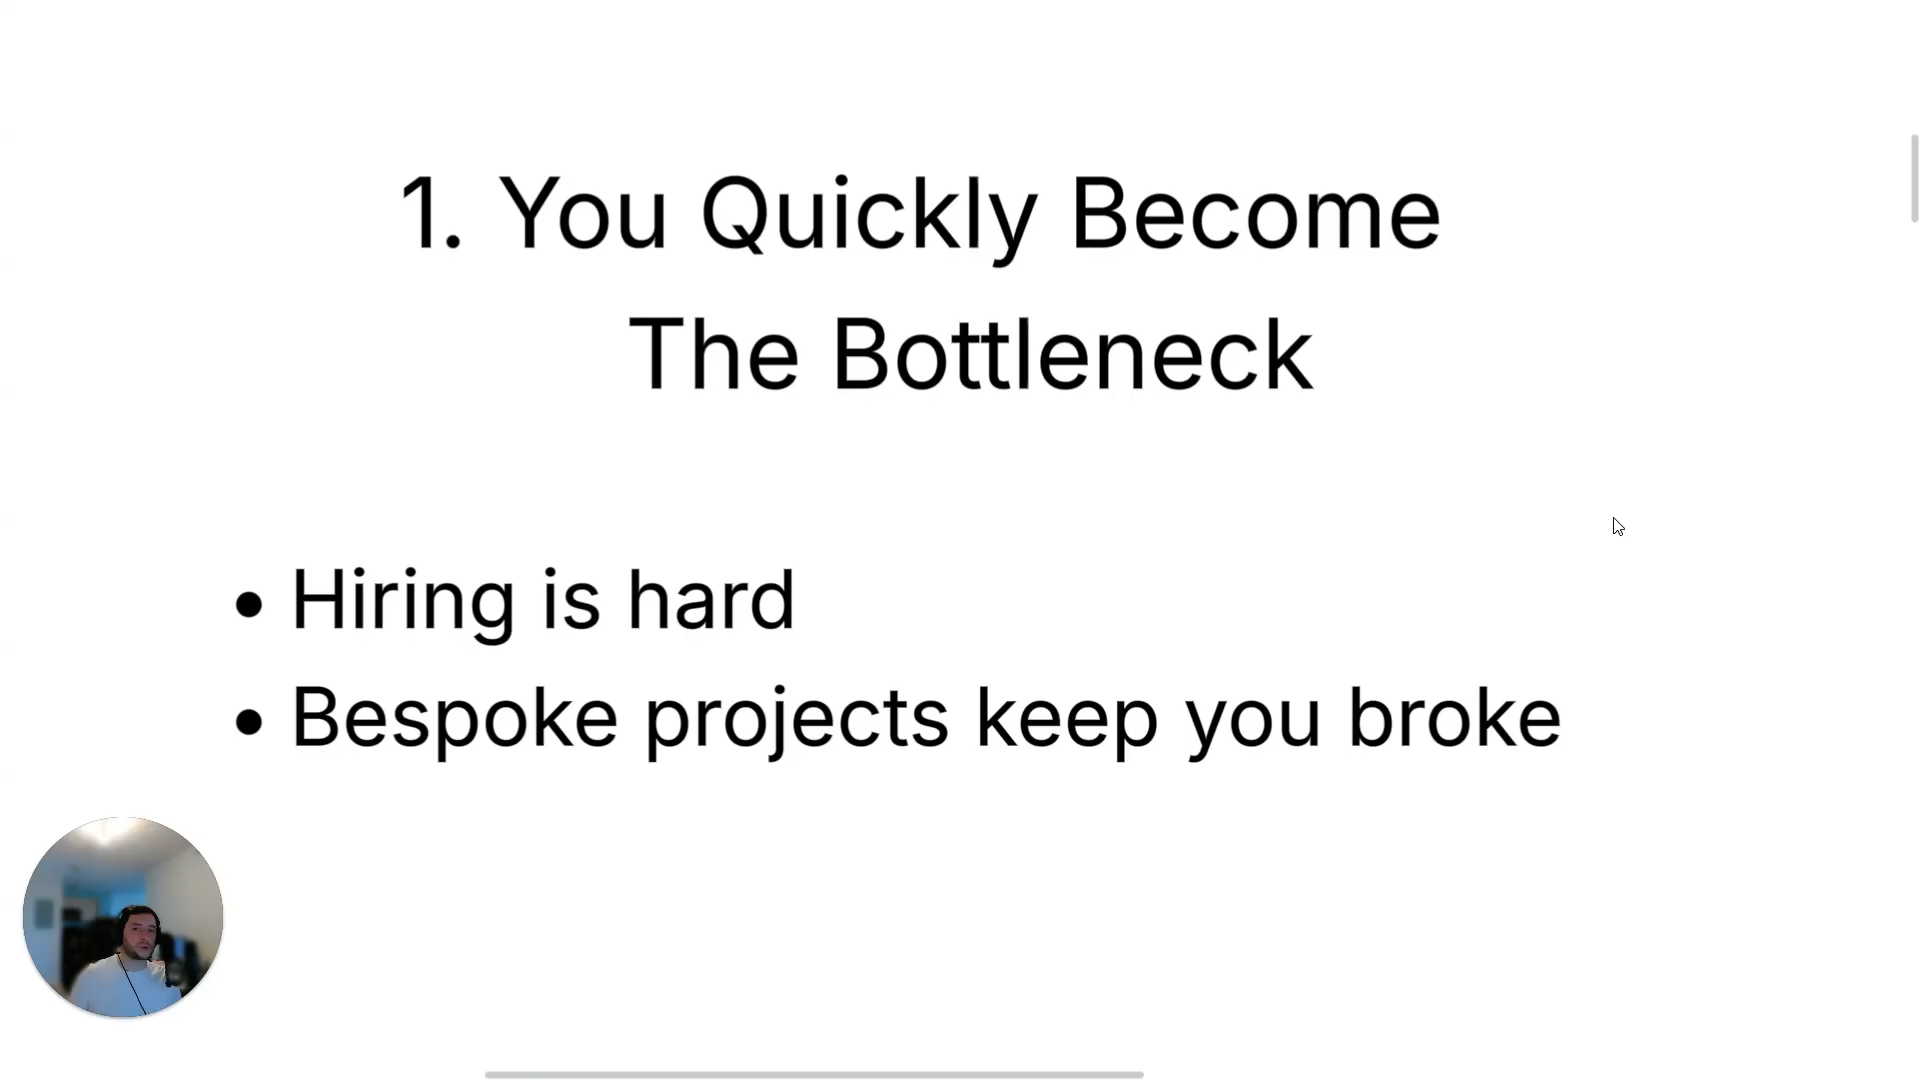 1. You Quickly Become
The Bottleneck
• Hiring is hard
• Bespoke projects keep you broke